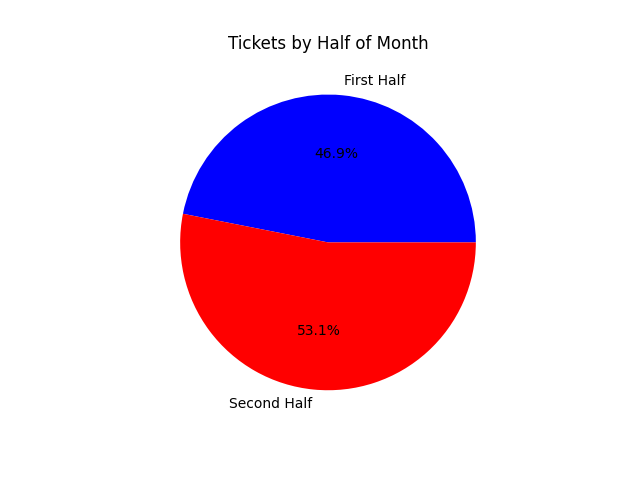 Tickets by Half of Month
First Half
46.9%
53.1%
Second Half